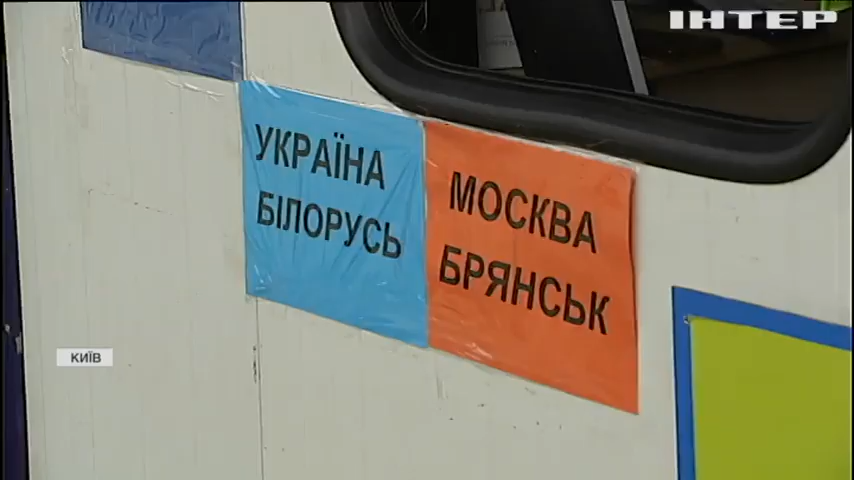 ІНТЕР
УКРАЇНА
БІЛОРУСЬ
МОСКВА
БРЯНСЬК
КИЇВ